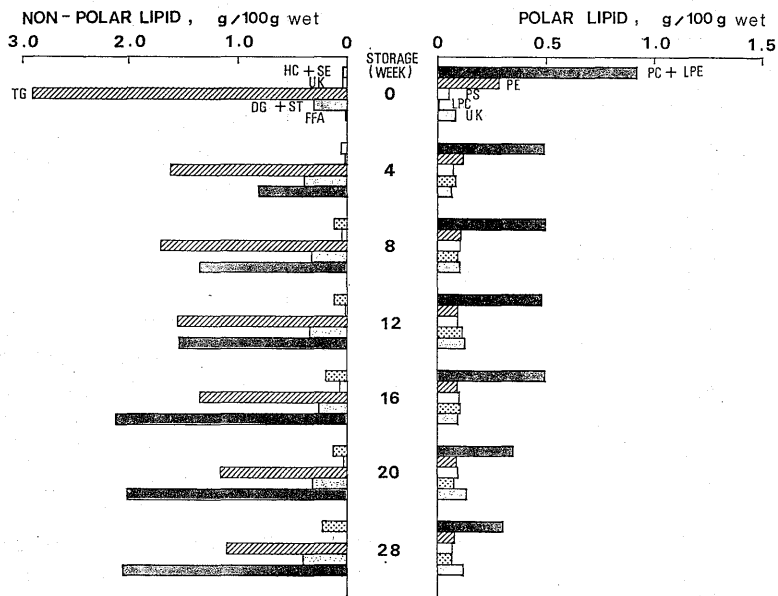 NON-POLAR LIPID, g/100g wet
POLAR LIPID, g/100g wet
3.0 2.0 1.0 0
STORAGE
(WEEK)
0 0.5 1.0 1.5
HC + SE
UK
TG
DG + ST
FFA
0
PC + LPE
PE
PS
LPC
UK
4
8
12
16
20
28